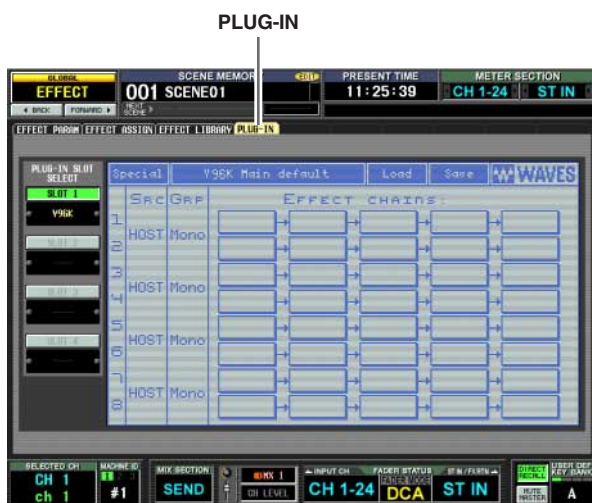 PLUG-IN
GLOBAL
EFFECT
BACK FORWARD
SCENE MEMORY EDIT
001 SCENE01
NEXT SCENE
PRESENT TIME
11:25:39
METER SECTION
CH 1-24 ST IN
EFFECT PARAM EFFECT ASSIGN EFFECT LIBRARY PLUG-IN
PLUG-IN SLOT
SELECT
SLOT 1
Y96K
SLOT 2
SLOT 3
SLOT 4
Special Y96K Main default Load Save WAVES
SRC GRP EFFECT CHAINS:
1
HOST Mono
2
3
HOST Mono
4
5
HOST Mono
6
7
HOST Mono
8
SELECTED CH
CH 1
ch 1
MACHINE ID
1 2 3
#1
MIX SECTION
SEND
MIX 1
CH LEVEL
INPUT CH
CH 1-24
FADER STATUS
FADER MODE
DCA
ST IN/FXRTN
ST IN
DIRECT
RECALL
MUTE
MASTER
USER DEF
KEY BANK
A